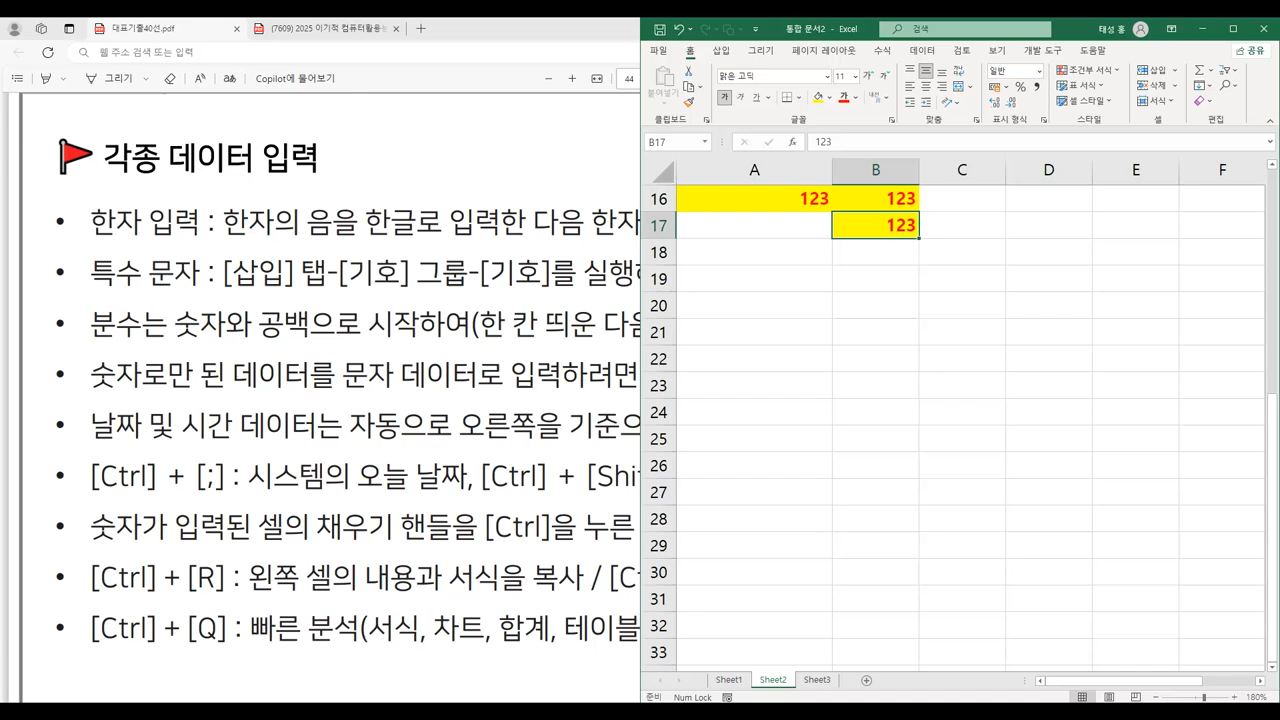 대표기출40선.pdf
(7609) 2025 이기적 컴퓨터활용능
웹 주소 검색 또는 입력
그리기
가あ
Copilot에 물어보기
44
각종 데이터 입력
• 한자 입력 : 한자의 음을 한글로 입력한 다음 한자
• 특수 문자 : [삽입] 탭-[기호] 그룹-[기호]를 실행하
• 분수는 숫자와 공백으로 시작하여(한 칸 띄운 다음
• 숫자로만 된 데이터를 문자 데이터로 입력하려면
• 날짜 및 시간 데이터는 자동으로 오른쪽을 기준으
• [Ctrl] + [;] : 시스템의 오늘 날짜, [Ctrl] + [Shi
• 숫자가 입력된 셀의 채우기 핸들을 [Ctrl]을 누른
• [Ctrl] + [R] : 왼쪽 셀의 내용과 서식을 복사 / [C
• [Ctrl] + [Q] : 빠른 분석(서식, 차트, 합계, 테이블
통합 문서2 - Excel
검색
태성 홍
파일 홈 삽입 그리기 페이지 레이아웃 수식 데이터 검토 보기 개발 도구 도움말 공유
붙여넣기
맑은 고딕 11
일반
조건부 서식
표 서식
셀 스타일
삽입
삭제
서식
클립보드 글꼴 맞춤 표시 형식 스타일 셀 편집
B17 fx 123
A B C D E F
16 123 123
17 123
18
19
20
21
22
23
24
25
26
27
28
29
30
31
32
33
Sheet1 Sheet2 Sheet3
준비 Num Lock 180%